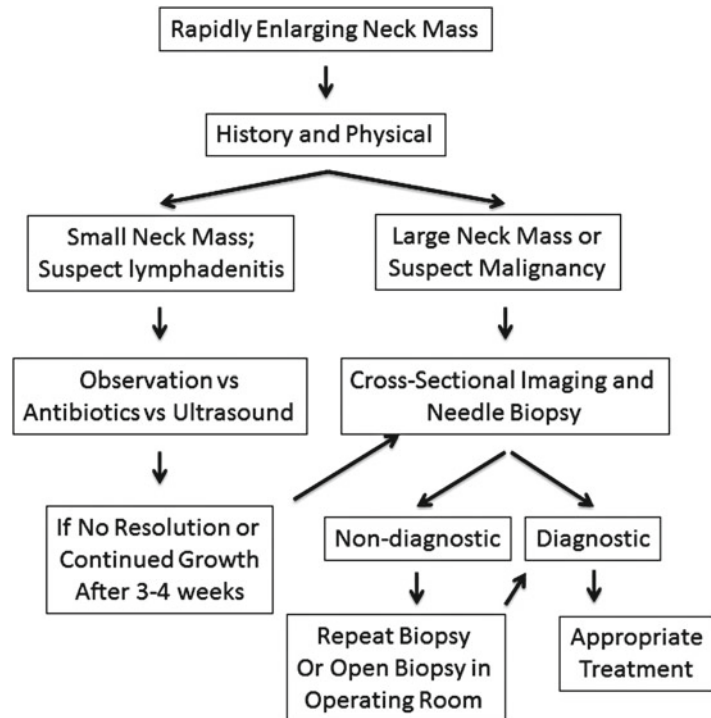 Rapidly Enlarging Neck Mass
History and Physical
Small Neck Mass;
Suspect lymphadenitis
Large Neck Mass or
Suspect Malignancy
Observation vs
Antibiotics vs Ultrasound
Cross-Sectional Imaging and
Needle Biopsy
If No Resolution or
Continued Growth
After 3-4 weeks
Non-diagnostic
Diagnostic
Repeat Biopsy
Or Open Biopsy in
Operating Room
Appropriate
Treatment